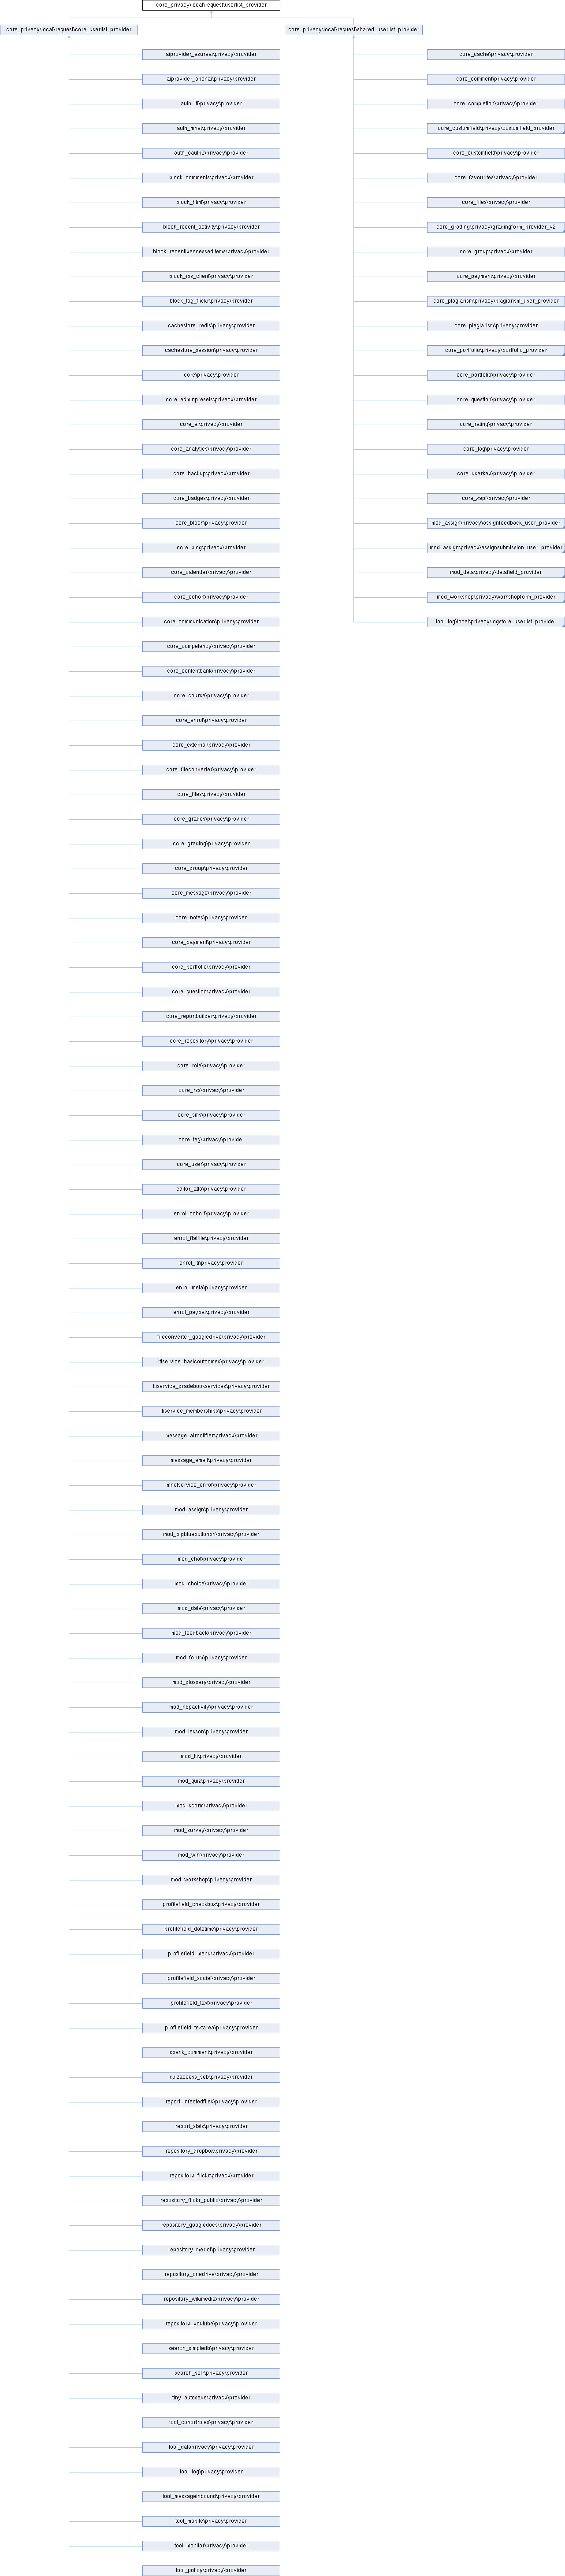 core_privacy\local\request\userlist_provider
core_privacy\local\request\core_userlist_provider
core_privacy\local\request\shared_userlist_provider
aiprovider_azureai\privacy\provider
aiprovider_openai\privacy\provider
auth_lti\privacy\provider
auth_mnet\privacy\provider
auth_oauth2\privacy\provider
block_comments\privacy\provider
block_html\privacy\provider
block_recent_activity\privacy\provider
block_recentlyaccesseditems\privacy\provider
block_rss_client\privacy\provider
block_tag_flickr\privacy\provider
cachestore_redis\privacy\provider
cachestore_session\privacy\provider
core\privacy\provider
core_adminpresets\privacy\provider
core_ai\privacy\provider
core_analytics\privacy\provider
core_backup\privacy\provider
core_badges\privacy\provider
core_block\privacy\provider
core_blog\privacy\provider
core_calendar\privacy\provider
core_cohort\privacy\provider
core_communication\privacy\provider
core_competency\privacy\provider
core_contentbank\privacy\provider
core_course\privacy\provider
core_enrol\privacy\provider
core_external\privacy\provider
core_fileconverter\privacy\provider
core_files\privacy\provider
core_grades\privacy\provider
core_grading\privacy\provider
core_group\privacy\provider
core_message\privacy\provider
core_notes\privacy\provider
core_payment\privacy\provider
core_portfolio\privacy\provider
core_question\privacy\provider
core_reportbuilder\privacy\provider
core_repository\privacy\provider
core_role\privacy\provider
core_rss\privacy\provider
core_sms\privacy\provider
core_tag\privacy\provider
core_user\privacy\provider
editor_atto\privacy\provider
enrol_cohort\privacy\provider
enrol_flatfile\privacy\provider
enrol_lti\privacy\provider
enrol_meta\privacy\provider
enrol_paypal\privacy\provider
fileconverter_googledrive\privacy\provider
ltiservice_basicoutcomes\privacy\provider
ltiservice_gradebookservices\privacy\provider
ltiservice_memberships\privacy\provider
message_airnotifier\privacy\provider
message_email\privacy\provider
mnetservice_enrol\privacy\provider
mod_assign\privacy\provider
mod_bigbluebuttonbn\privacy\provider
mod_chat\privacy\provider
mod_choice\privacy\provider
mod_data\privacy\provider
mod_feedback\privacy\provider
mod_forum\privacy\provider
mod_glossary\privacy\provider
mod_h5pactivity\privacy\provider
mod_lesson\privacy\provider
mod_lti\privacy\provider
mod_quiz\privacy\provider
mod_scorm\privacy\provider
mod_survey\privacy\provider
mod_wiki\privacy\provider
mod_workshop\privacy\provider
profilefield_checkbox\privacy\provider
profilefield_datetime\privacy\provider
profilefield_menu\privacy\provider
profilefield_social\privacy\provider
profilefield_text\privacy\provider
profilefield_textarea\privacy\provider
qbank_comment\privacy\provider
quizaccess_seb\privacy\provider
report_infectedfiles\privacy\provider
report_stats\privacy\provider
repository_dropbox\privacy\provider
repository_flickr\privacy\provider
repository_flickr_public\privacy\provider
repository_googledocs\privacy\provider
repository_merlot\privacy\provider
repository_onedrive\privacy\provider
repository_wikimedia\privacy\provider
repository_youtube\privacy\provider
search_simpledb\privacy\provider
search_solr\privacy\provider
tiny_autosave\privacy\provider
tool_cohortroles\privacy\provider
tool_dataprivacy\privacy\provider
tool_log\privacy\provider
tool_messageinbound\privacy\provider
tool_mobile\privacy\provider
tool_monitor\privacy\provider
tool_policy\privacy\provider
core_cache\privacy\provider
core_comment\privacy\provider
core_completion\privacy\provider
core_customfield\privacy\customfield_provider
core_customfield\privacy\provider
core_favourites\privacy\provider
core_files\privacy\provider
core_grading\privacy\gradingform_provider_v2
core_group\privacy\provider
core_payment\privacy\provider
core_plagiarism\privacy\plagiarism_user_provider
core_plagiarism\privacy\provider
core_portfolio\privacy\portfolio_provider
core_portfolio\privacy\provider
core_question\privacy\provider
core_rating\privacy\provider
core_tag\privacy\provider
core_userkey\privacy\provider
core_xapi\privacy\provider
mod_assign\privacy\assignfeedback_user_provider
mod_assign\privacy\assignsubmission_user_provider
mod_data\privacy\datafield_provider
mod_workshop\privacy\workshopform_provider
tool_log\local\privacy\logstore_userlist_provider